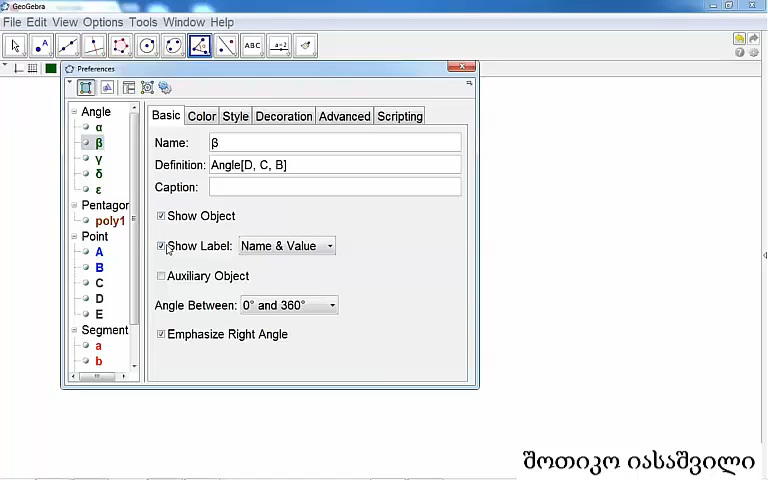 GeoGebra
File Edit View Options Tools Window Help
ABC
a=2
Preferences
Basic Color Style Decoration Advanced Scripting
Angle
α
β
γ
δ
ε
Pentagon
poly1
Point
A
B
C
D
E
Segment
a
b
Name: β
Definition: Angle[D, C, B]
Caption:
Show Object
Show Label: Name & Value
Auxiliary Object
Angle Between: 0° and 360°
Emphasize Right Angle
შოთიკო იასაშვილი